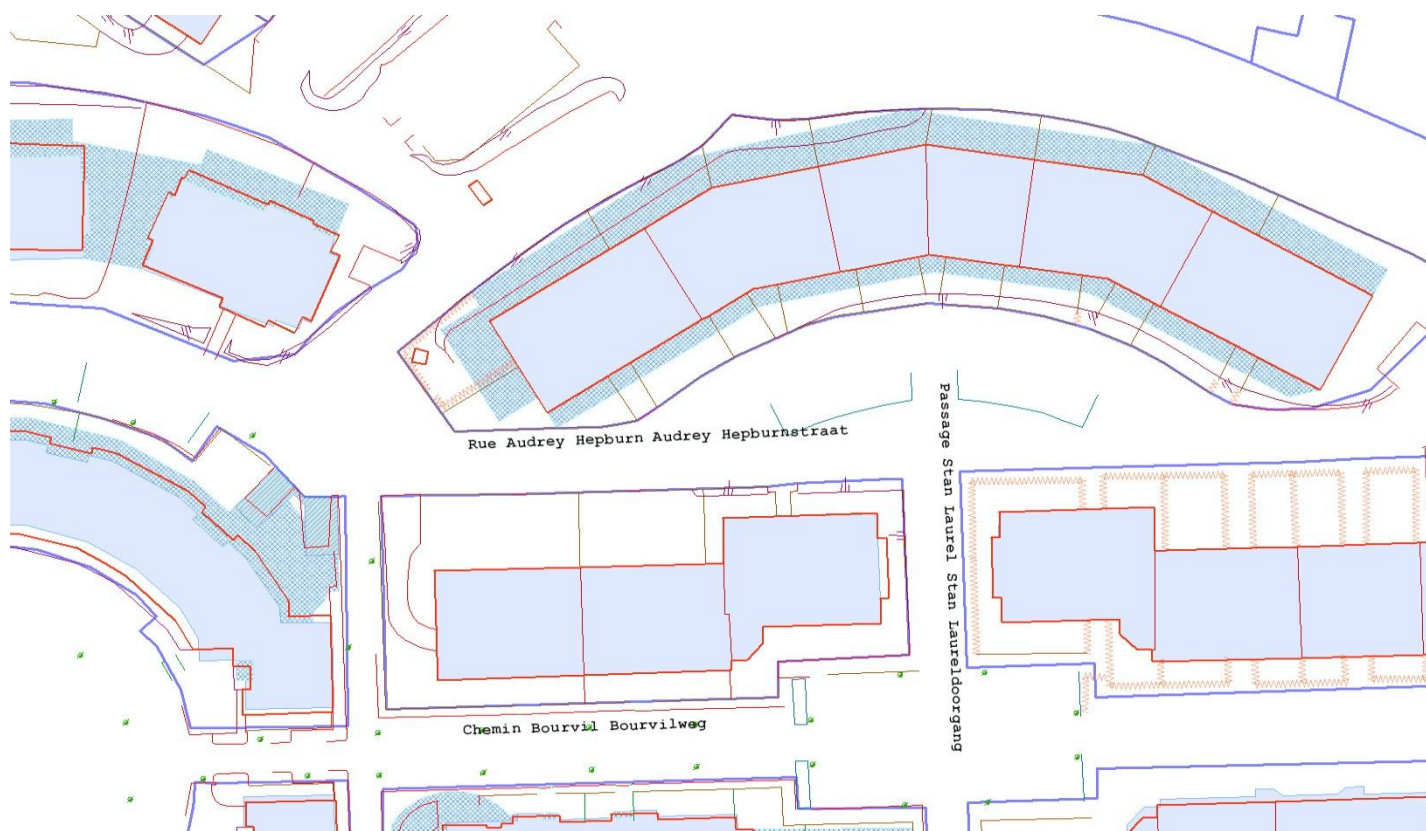 Rue Audrey Hepburn Audrey Hepburnstraat
Passage Stan Laurel Stan Laureldoorgang
Chemin Bourvil Bourvilweg